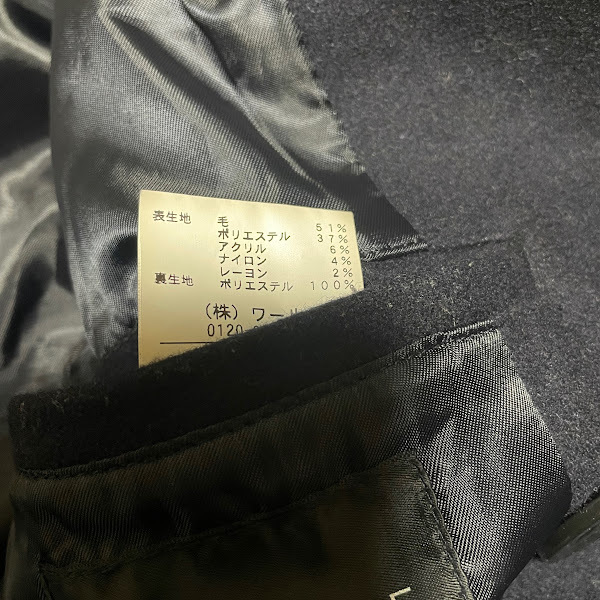 表生地 毛 51%
ポリエステル 37%
アクリル 6%
ナイロン 4%
レーヨン 2%
裏生地 ポリエステル 100%
(株) ワール
0120
L